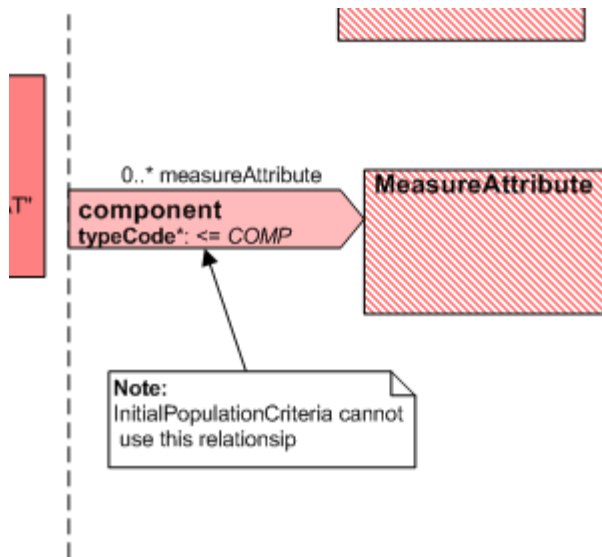 0..* measureAttribute
MeasureAttribute
component
typeCode*: <= COMP
Note:
InitialPopulationCriteria cannot
use this relationsip